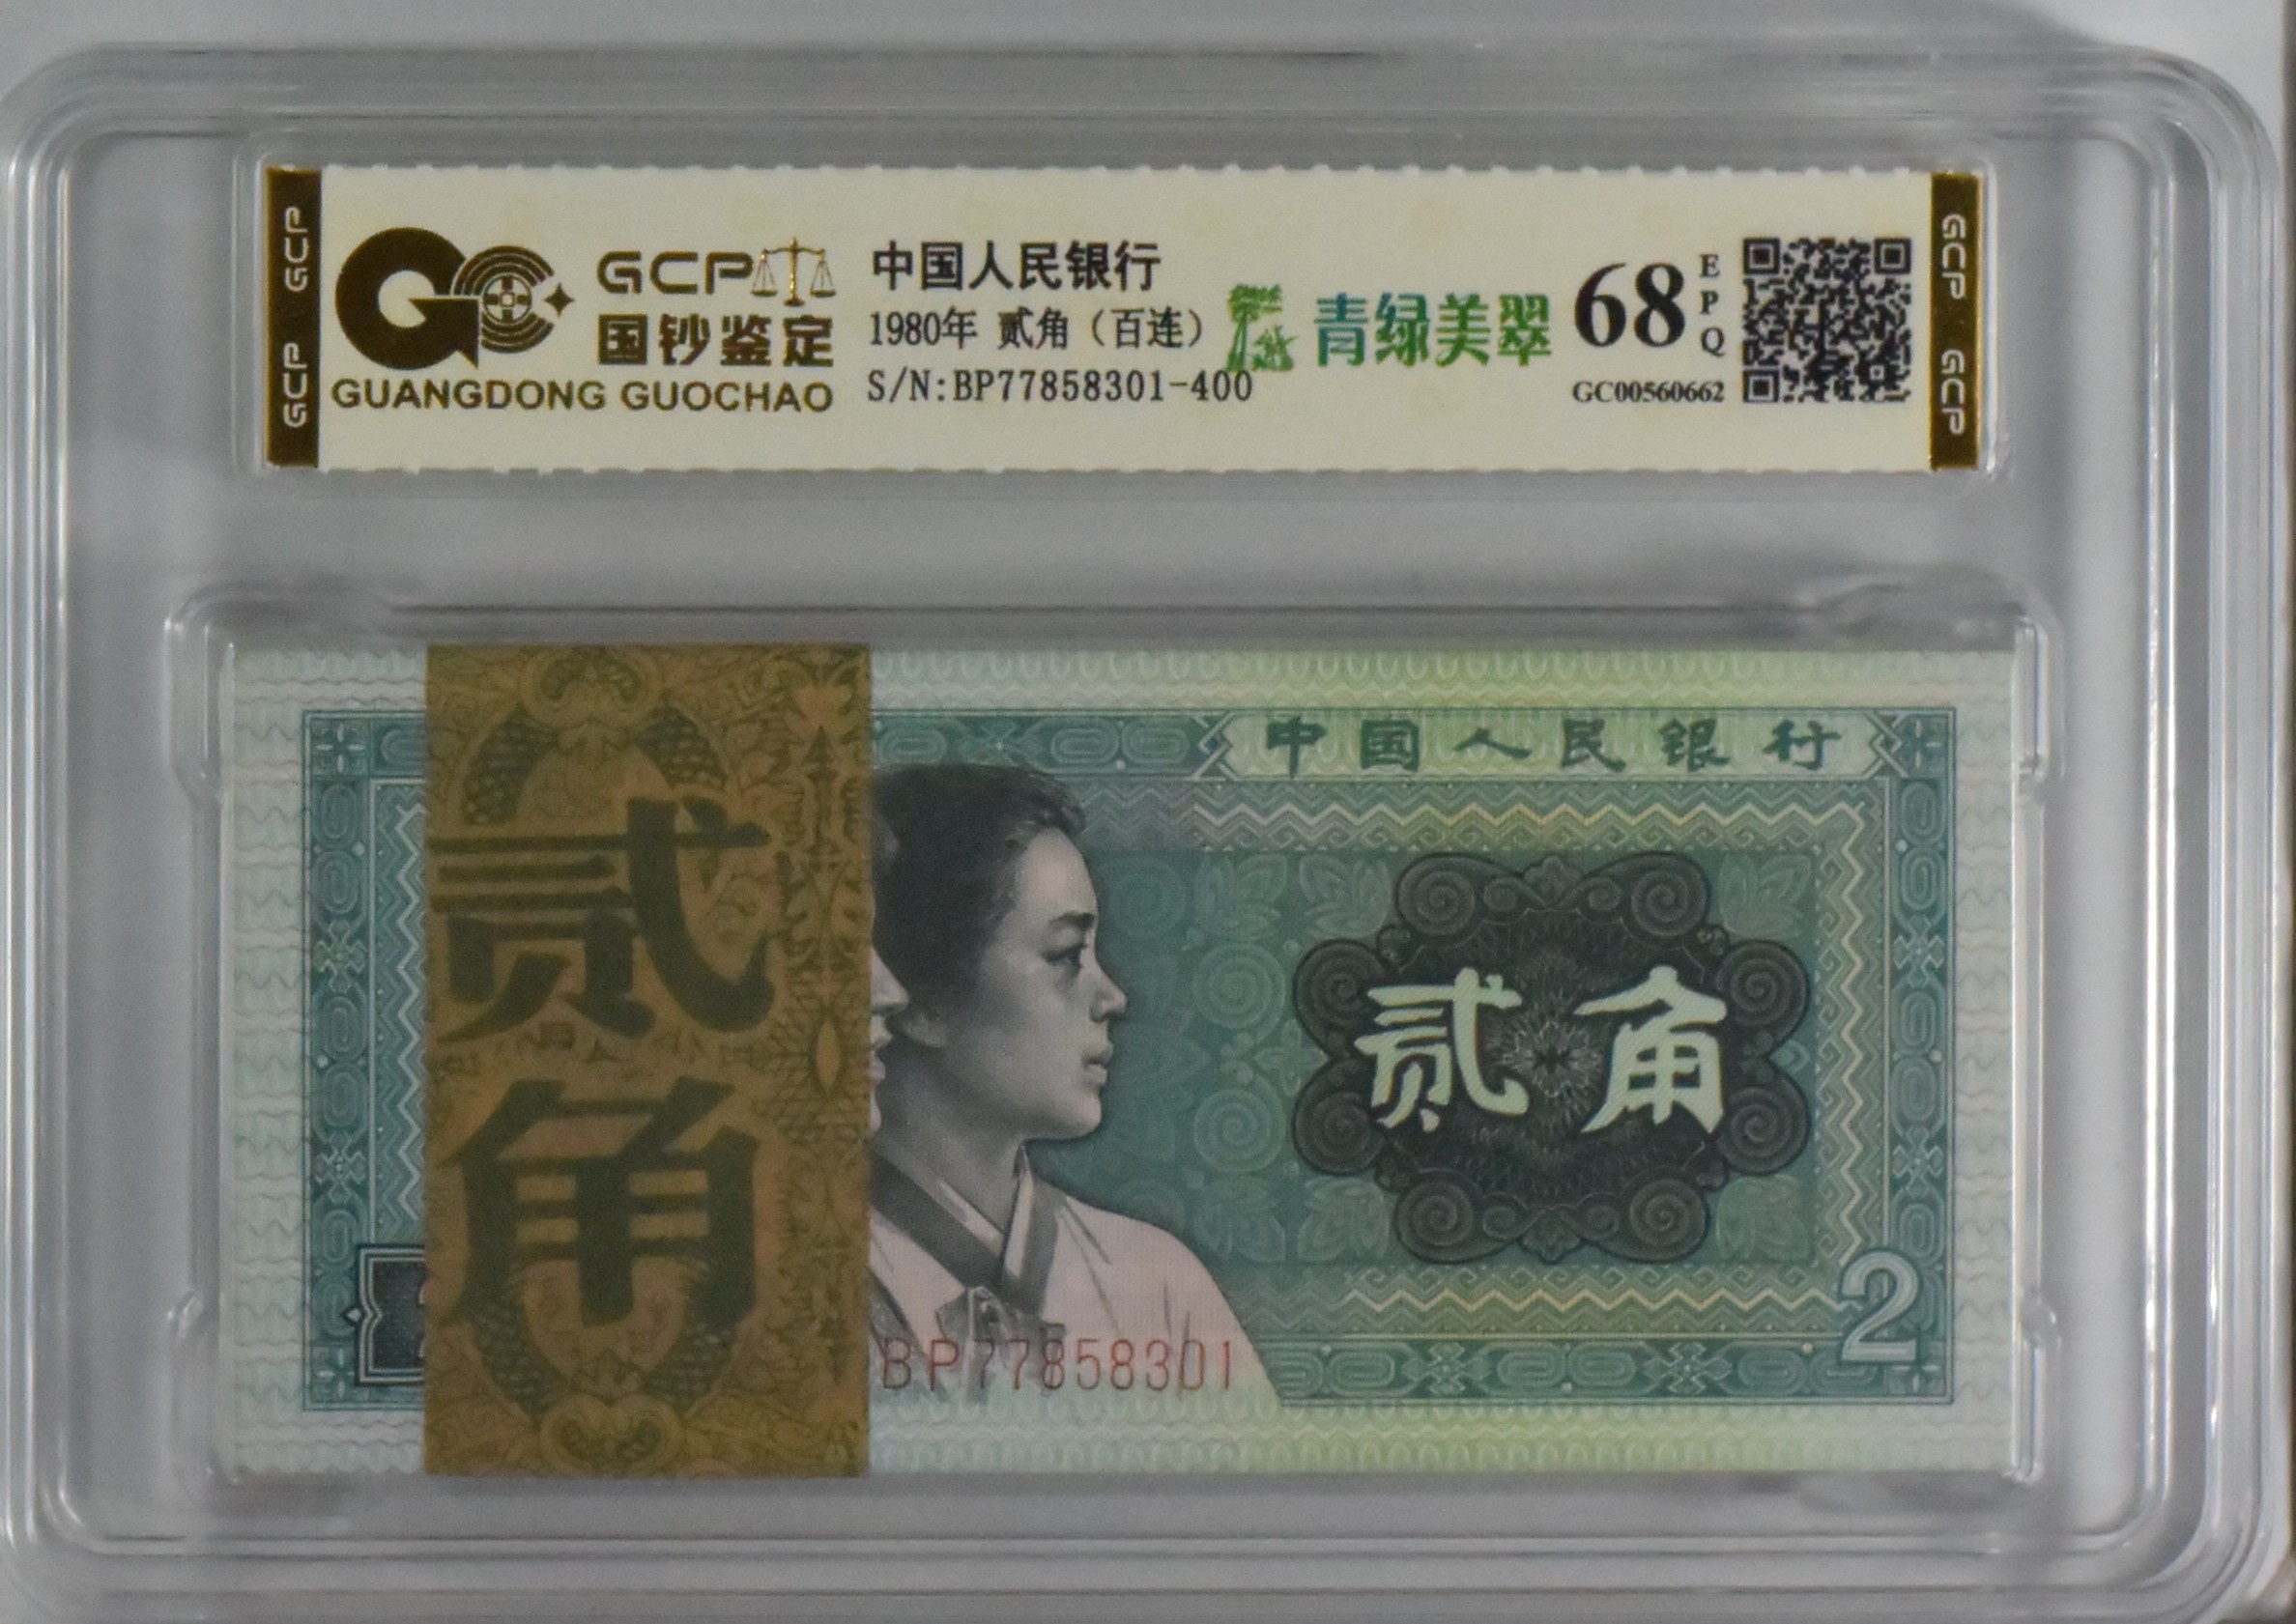 GCP GCP
GCP
国钞鉴定
GUANGDONG GUOCHAO
中国人民银行
1980年 贰角（百连）
S/N:BP77858301-400
青绿美翠
68
EPQ
GC00560662
GCP GCP
中国人民银行
贰角
贰角
BP77858301
2